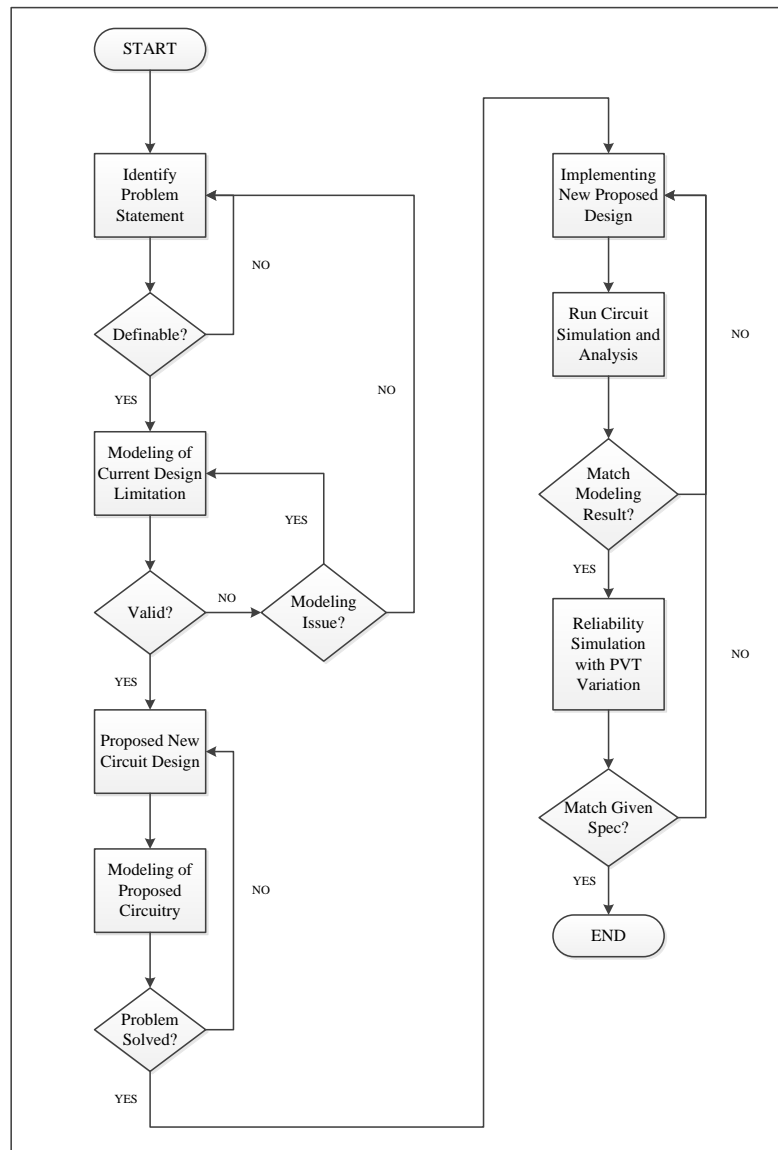 START
Identify
Problem
Statement
NO
Definable?
YES
Modeling of
Current Design
Limitation
NO
YES
Valid?
NO
Modeling
Issue?
YES
Proposed New
Circuit Design
Modeling of
Proposed
Circuitry
NO
Problem
Solved?
YES
Implementing
New Proposed
Design
Run Circuit
Simulation and
Analysis
NO
Match
Modeling
Result?
YES
Reliability
Simulation
with PVT
Variation
NO
Match Given
Spec?
YES
END